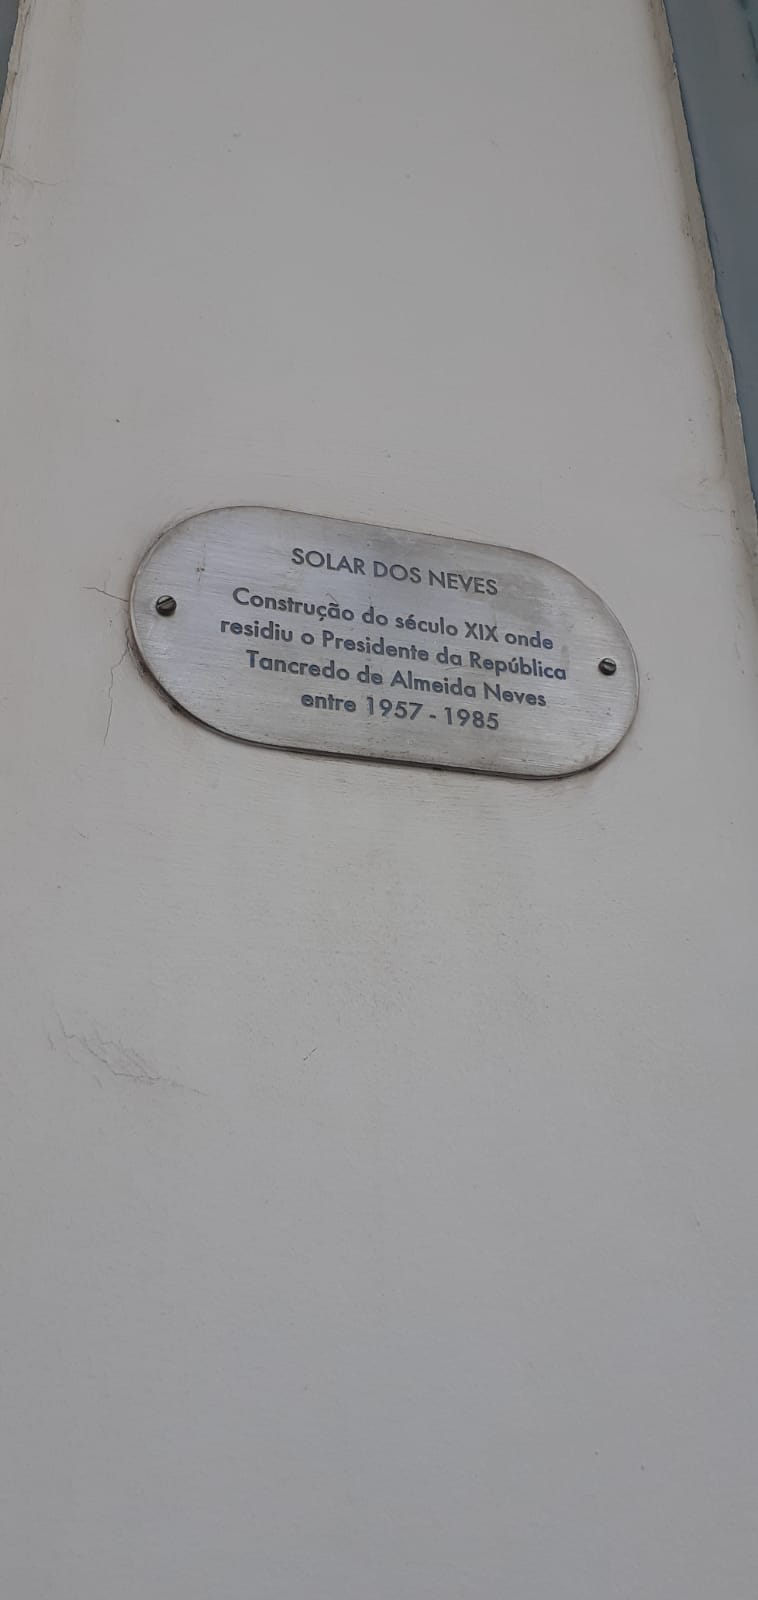 SOLAR DOS NEVES
Construção do século XIX onde
residiu o Presidente da República
Tancredo de Almeida Neves
entre 1957 - 1985